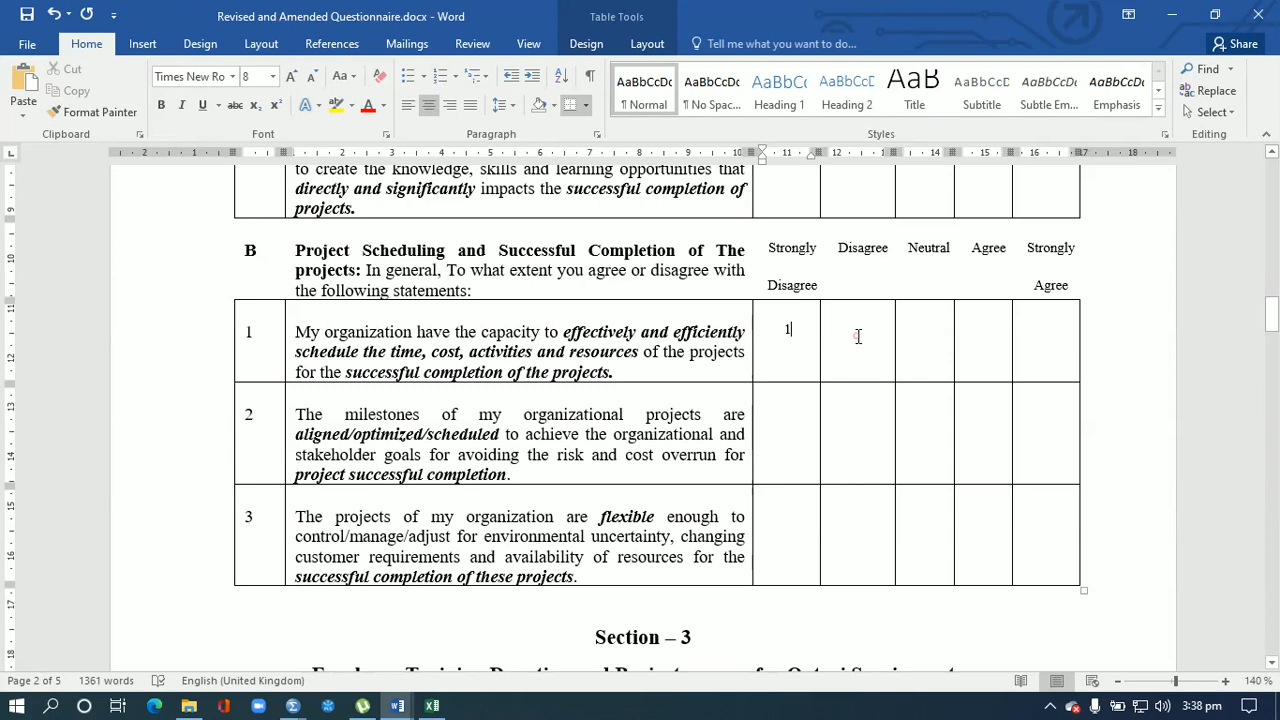 Revised and Amended Questionnaire.docx - Word
Table Tools
File Home Insert Design Layout References Mailings Review View Design Layout Tell me what you want to do... Share
Paste
Cut
Copy
Format Painter
Times New Ro 8
AaBbCcDc AaBbCcDc AaBbCc AaBbCcD AaB AaBbCcD AaBbCcDc AaBbCcDc
¶ Normal ¶ No Spac... Heading 1 Heading 2 Title Subtitle Subtle Em... Emphasis
Find
Replace
Select
Clipboard Font Paragraph Styles Editing
to create the knowledge, skills and learning opportunities that
directly and significantly impacts the successful completion of
projects.
B Project Scheduling and Successful Completion of The
projects: In general, To what extent you agree or disagree with
the following statements:
Strongly Disagree Neutral Agree Strongly
Disagree Agree
1 My organization have the capacity to effectively and efficiently
schedule the time, cost, activities and resources of the projects
for the successful completion of the projects.
1
2 The milestones of my organizational projects are
aligned/optimized/scheduled to achieve the organizational and
stakeholder goals for avoiding the risk and cost overrun for
project successful completion.
3 The projects of my organization are flexible enough to
control/manage/adjust for environmental uncertainty, changing
customer requirements and availability of resources for the
successful completion of these projects.
Section – 3
Page 2 of 5 1361 words English (United Kingdom) 140 %
3:38 pm